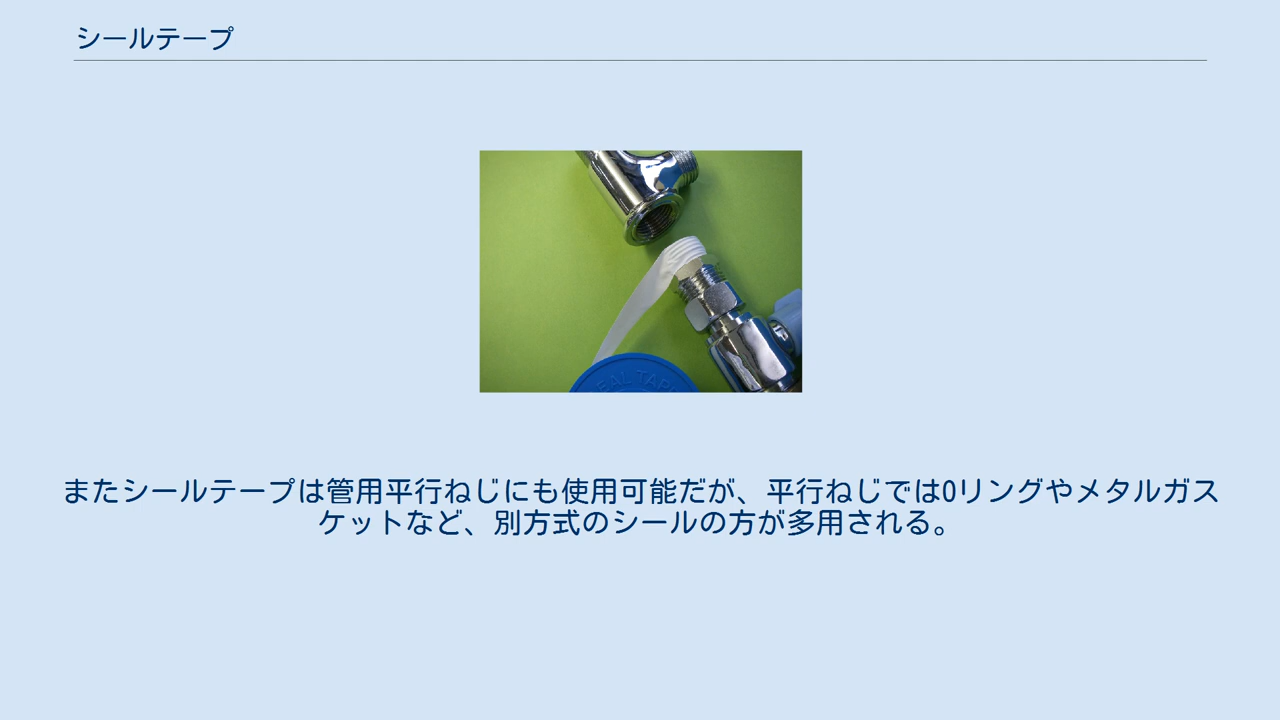 シールテープ
EAL TAP
またシールテープは管用平行ねじにも使用可能だが、平行ねじではOリングやメタルガス
ケットなど、別方式のシールの方が多用される。